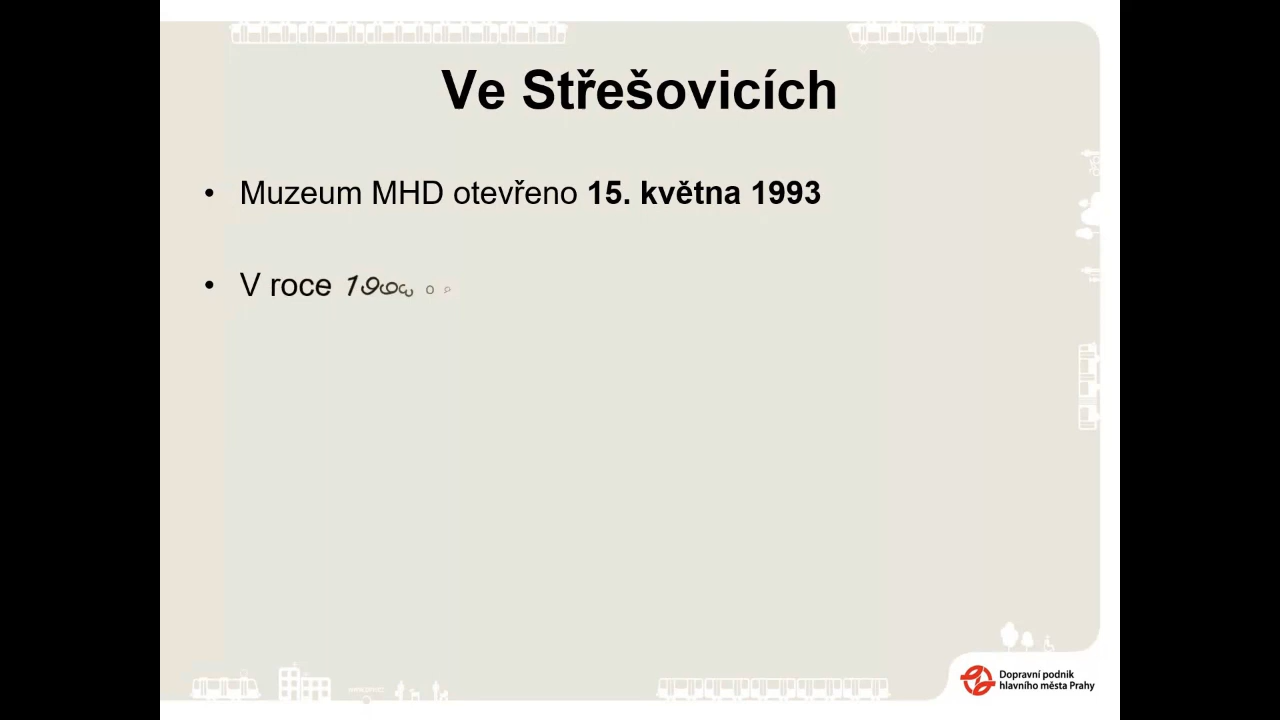 Ve Střešovicích
• Muzeum MHD otevřeno 15. května 1993
• V roce
Dopravní podnik
hlavního města Prahy